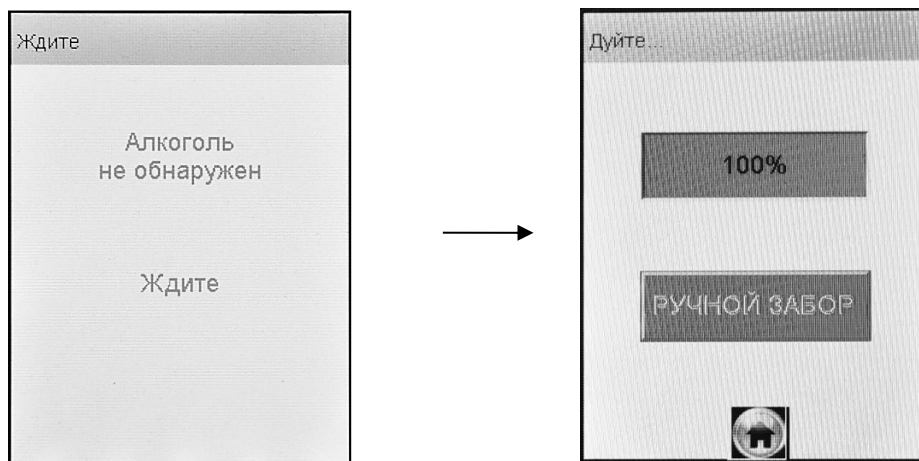 Ждите
Алкоголь
не обнаружен
Ждите
Дуйте...
100%
РУЧНОЙ ЗАБОР